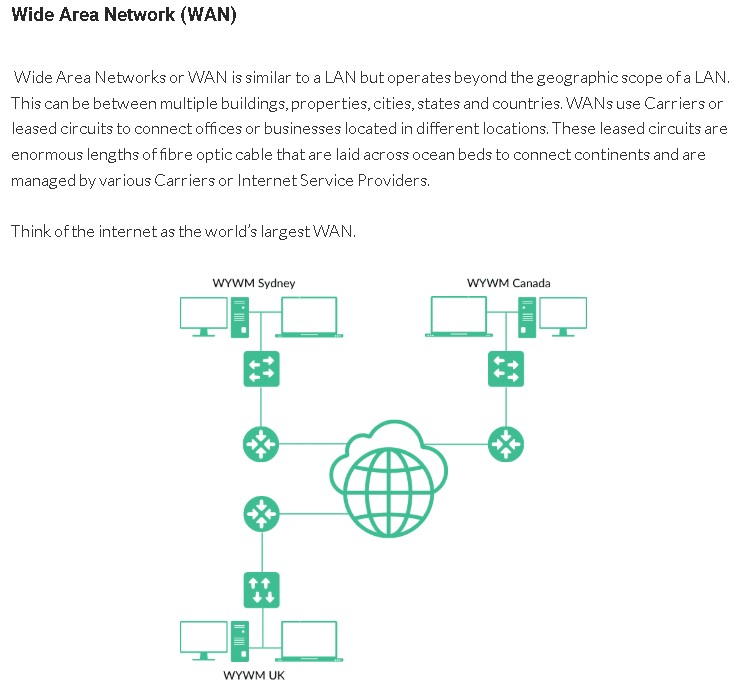 Wide Area Network (WAN)
Wide Area Networks or WAN is similar to a LAN but operates beyond the geographic scope of a LAN.
This can be between multiple buildings, properties, cities, states and countries. WANs use Carriers or
leased circuits to connect offices or businesses located in different locations. These leased circuits are
enormous lengths of fibre optic cable that are laid across ocean beds to connect continents and are
managed by various Carriers or Internet Service Providers.
Think of the internet as the world's largest WAN.
WYWM Sydney
WYWM Canada
WYWM UK